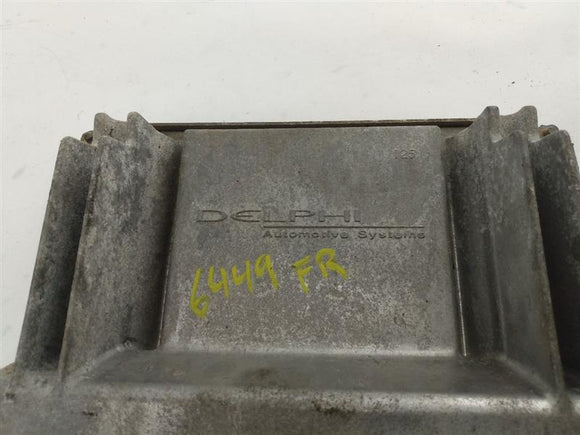 125
DELPHI
Automotive Systems
6449 FR